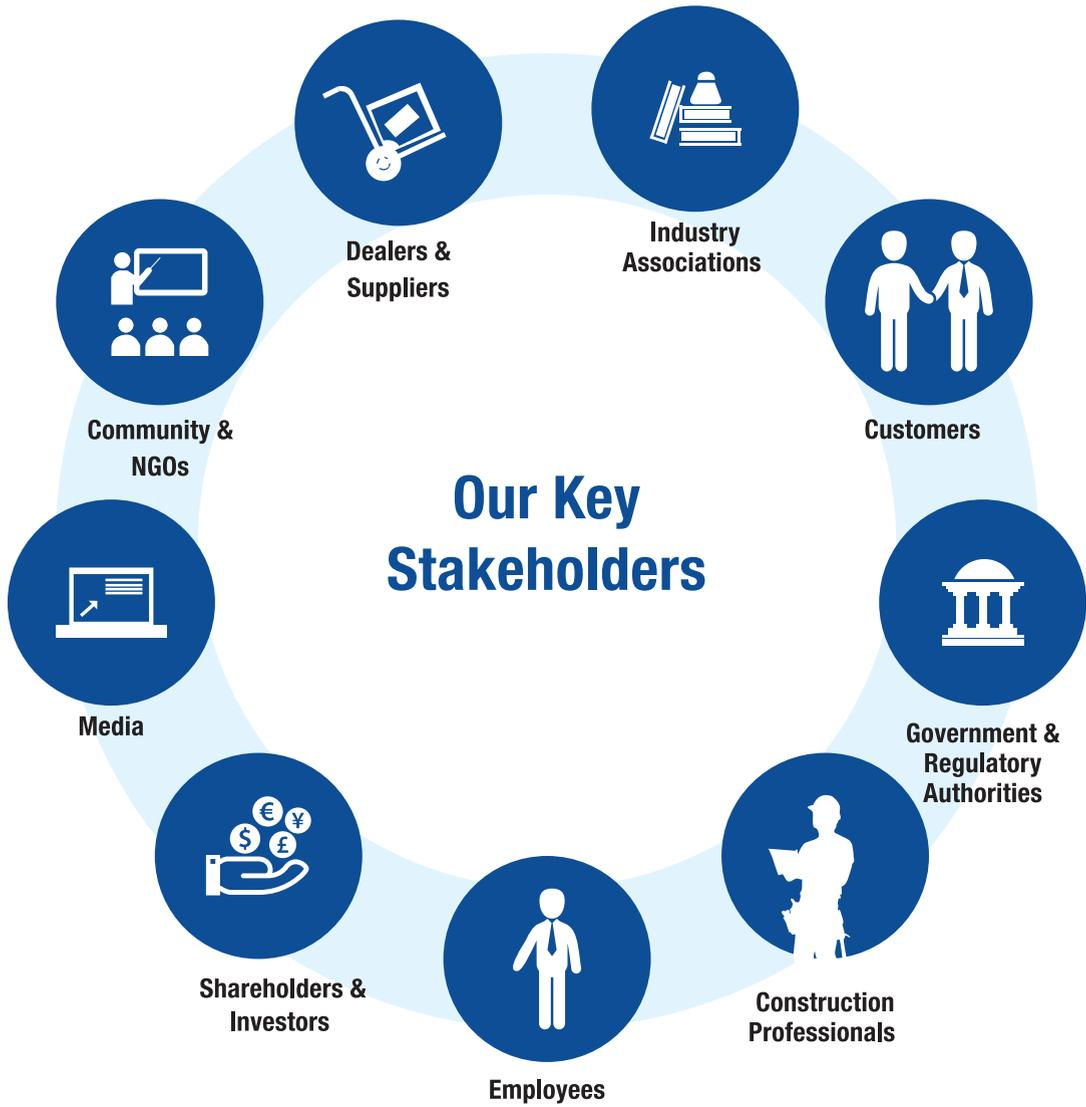 Dealers &
Suppliers
Industry
Associations
Customers
Community &
NGOs
Our Key
Stakeholders
Media
Government &
Regulatory
Authorities
€
¥
$
£
Shareholders &
Investors
Construction
Professionals
Employees